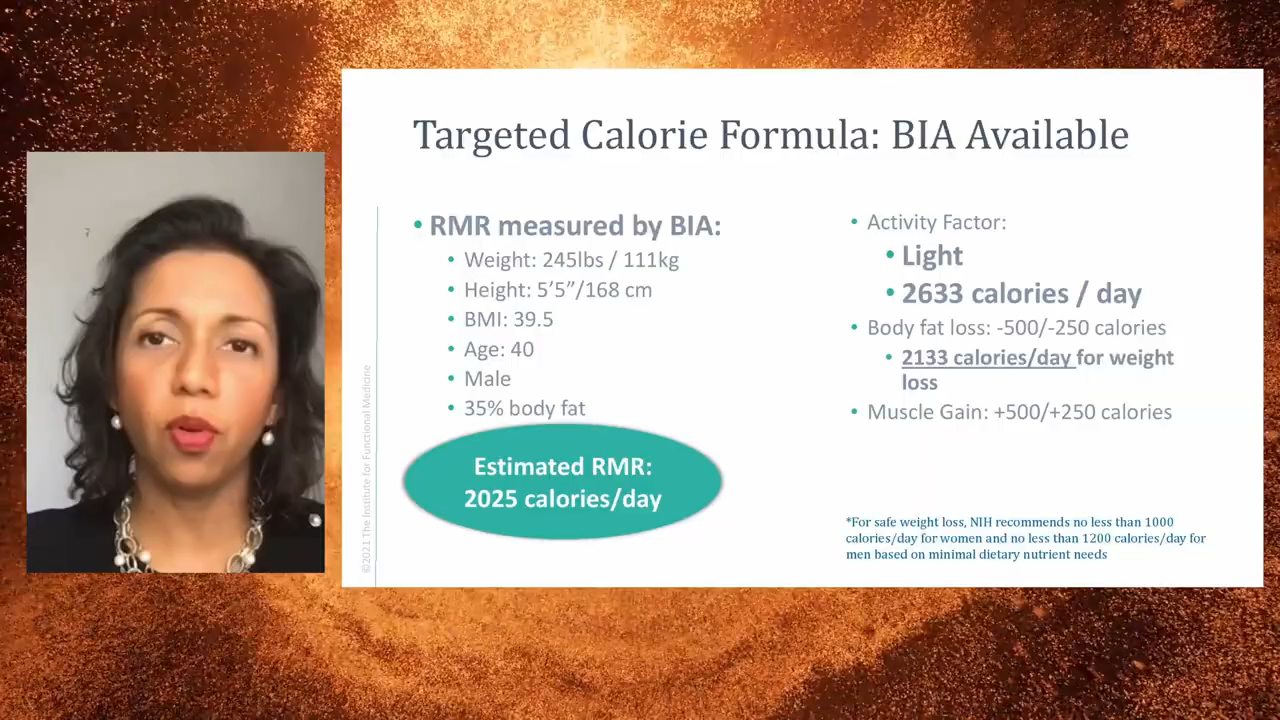 Targeted Calorie Formula: BIA Available
• RMR measured by BIA:
• Weight: 245lbs / 111kg
• Height: 5’5”/168 cm
• BMI: 39.5
• Age: 40
• Male
• 35% body fat
Estimated RMR:
2025 calories/day
• Activity Factor:
• Light
• 2633 calories / day
• Body fat loss: -500/-250 calories
• 2133 calories/day for weight
loss
• Muscle Gain: +500/+250 calories
*For safe weight loss, NIH recommends no less than 1000
calories/day for women and no less than 1200 calories/day for
men based on minimal dietary nutrient needs
©2021 The Institute for Functional Medicine